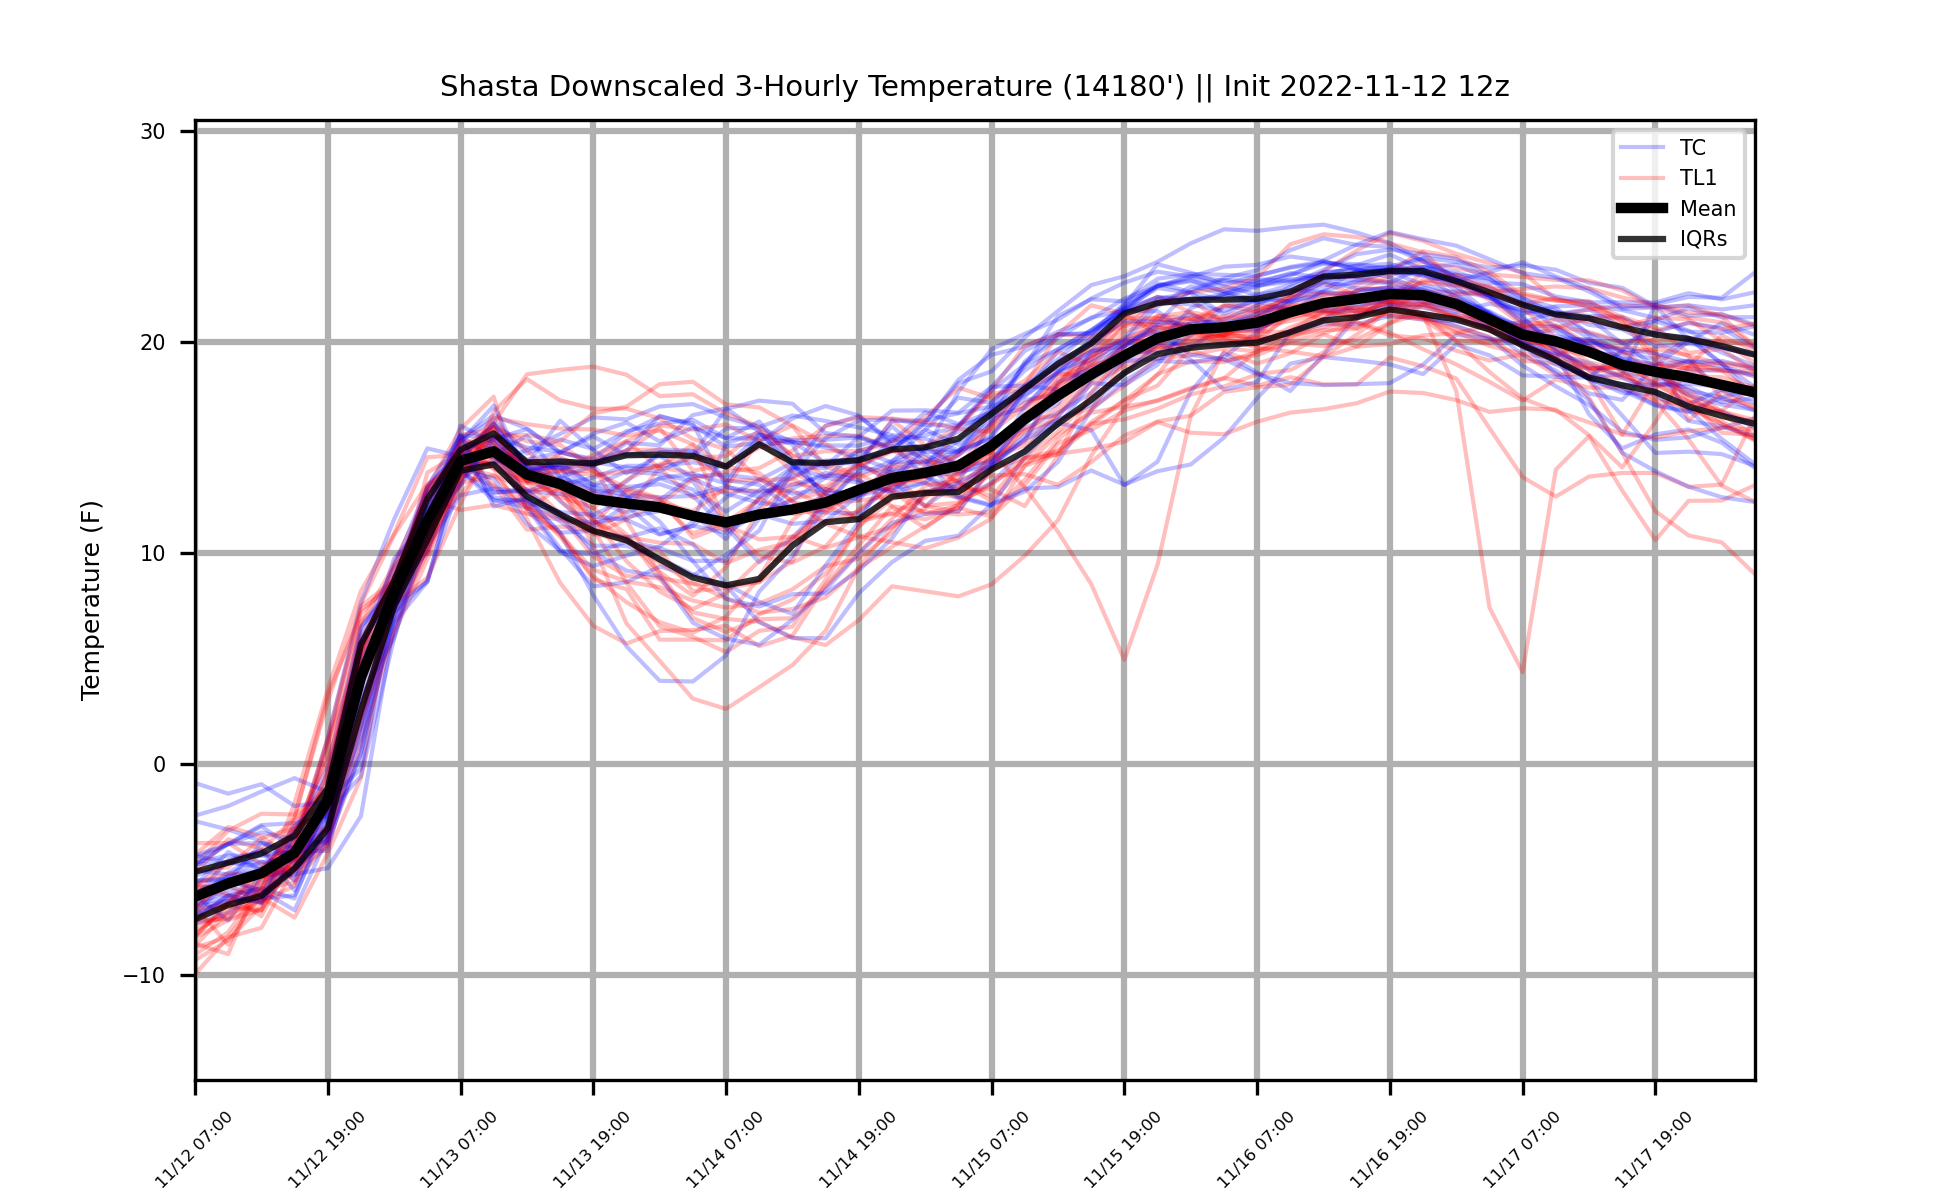 Shasta Downscaled 3-Hourly Temperature (14180') || Init 2022-11-12 12z
30
20
10
0
−10
Temperature (F)
TC
TL1
Mean
IQRs
11/12 07:00
11/12 19:00
11/13 07:00
11/13 19:00
11/14 07:00
11/14 19:00
11/15 07:00
11/15 19:00
11/16 07:00
11/16 19:00
11/17 07:00
11/17 19:00